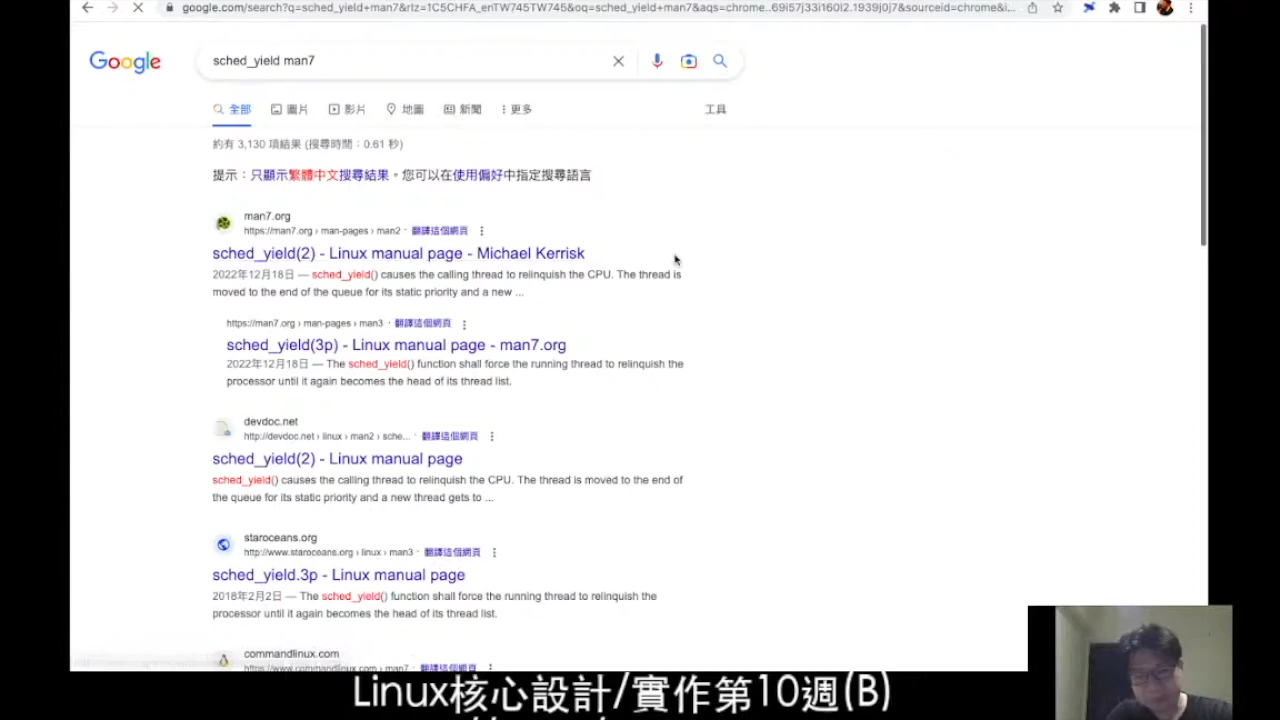 google.com/search?q=sched_yield+man7&rlz=1C5CHFA_enTW745TW745&oq=sched_yield+man7&aqs=chrome..69i57j33i160l2.1939j0j7&sourceid=chrome&i...
Google
sched_yield man7
全部 圖片 影片 地圖 新聞 更多 工具
約有 3,130 項結果 (搜尋時間：0.61 秒)
提示：只顯示繁體中文搜尋結果。您可以在使用偏好中指定搜尋語言
man7.org
https://man7.org › man-pages › man2 · 翻譯這個網頁
sched_yield(2) - Linux manual page - Michael Kerrisk
2022年12月18日 — sched_yield() causes the calling thread to relinquish the CPU. The thread is
moved to the end of the queue for its static priority and a new ...
https://man7.org › man-pages › man3 · 翻譯這個網頁
sched_yield(3p) - Linux manual page - man7.org
2022年12月18日 — The sched_yield() function shall force the running thread to relinquish the
processor until it again becomes the head of its thread list.
devdoc.net
http://devdoc.net › linux › man2 › sche... · 翻譯這個網頁
sched_yield(2) - Linux manual page
sched_yield() causes the calling thread to relinquish the CPU. The thread is moved to the end of
the queue for its static priority and a new thread gets to ...
staroceans.org
http://www.staroceans.org › linux › man3 · 翻譯這個網頁
sched_yield.3p - Linux manual page
2018年2月2日 — The sched_yield() function shall force the running thread to relinquish the
processor until it again becomes the head of its thread list.
commandlinux.com
https://www.commandlinux.com › man7 · 翻譯這個網頁
Linux核心設計/實作第10週(B)